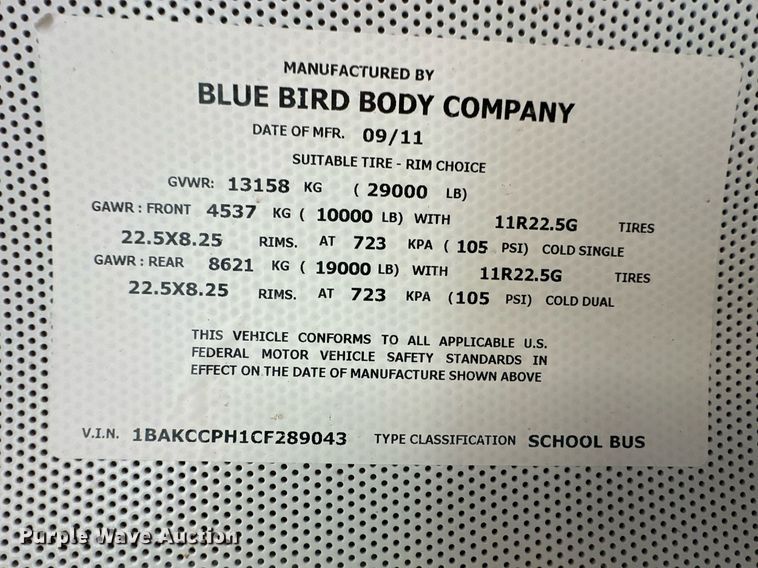 MANUFACTURED BY
BLUE BIRD BODY COMPANY
DATE OF MFR. 09/11
SUITABLE TIRE - RIM CHOICE
GVWR: 13158 KG ( 29000 LB)
GAWR : FRONT 4537 KG ( 10000 LB) WITH 11R22.5G TIRES
22.5X8.25 RIMS. AT 723 KPA ( 105 PSI) COLD SINGLE
GAWR : REAR 8621 KG (19000 LB) WITH 11R22.5G TIRES
22.5X8.25 RIMS. AT 723 KPA (105 PSI) COLD DUAL
THIS VEHICLE CONFORMS TO ALL APPLICABLE U.S.
FEDERAL MOTOR VEHICLE SAFETY STANDARDS IN
EFFECT ON THE DATE OF MANUFACTURE SHOWN ABOVE
V.I.N. 1BAKCCPH1CF289043 TYPE CLASSIFICATION SCHOOL BUS
Purple Wave Auction